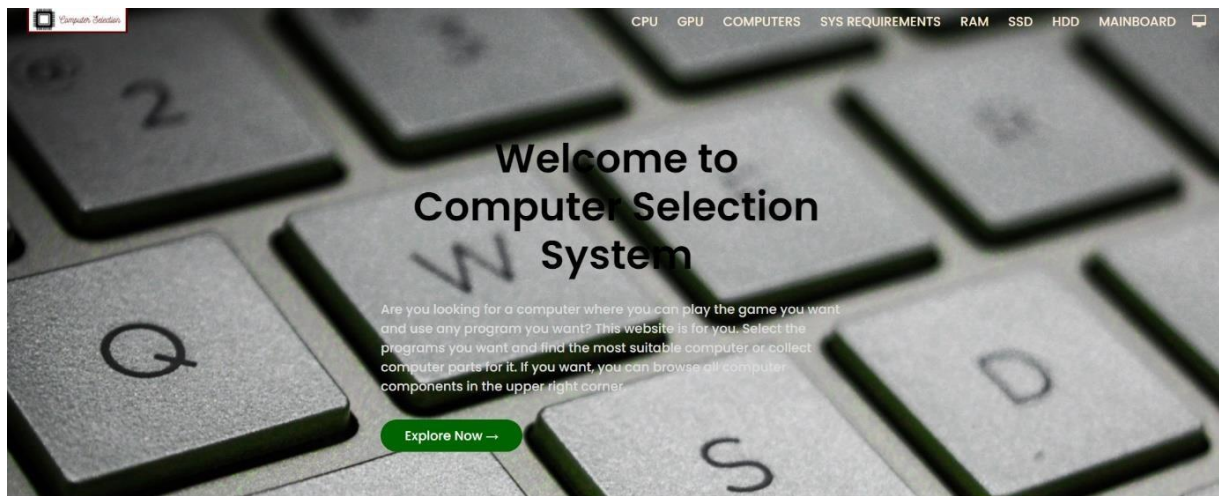 Computer Selection
CPU GPU COMPUTERS SYS REQUIREMENTS RAM SSD HDD MAINBOARD
@
2
Welcome to
Computer Selection
System
W
Are you looking for a computer where you can play the game you want
and use any program you want? This website is for you. Select the
programs you want and find the most suitable computer or collect
computer parts for it. If you want, you can browse all computer
components in the upper right corner.
Q
D
Explore Now →
S